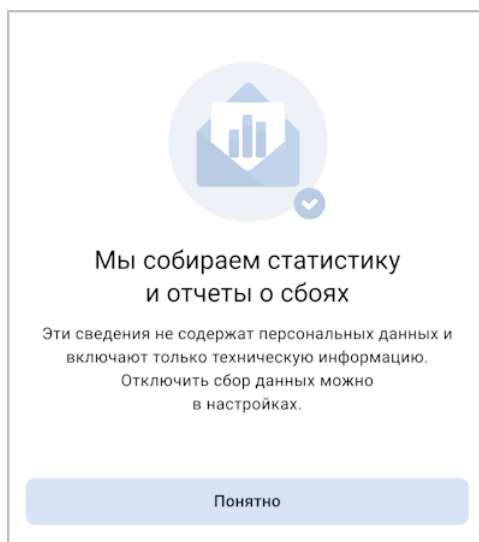 Мы собираем статистику
и отчеты о сбоях
Эти сведения не содержат персональных данных и
включают только техническую информацию.
Отключить сбор данных можно
в настройках.
Понятно